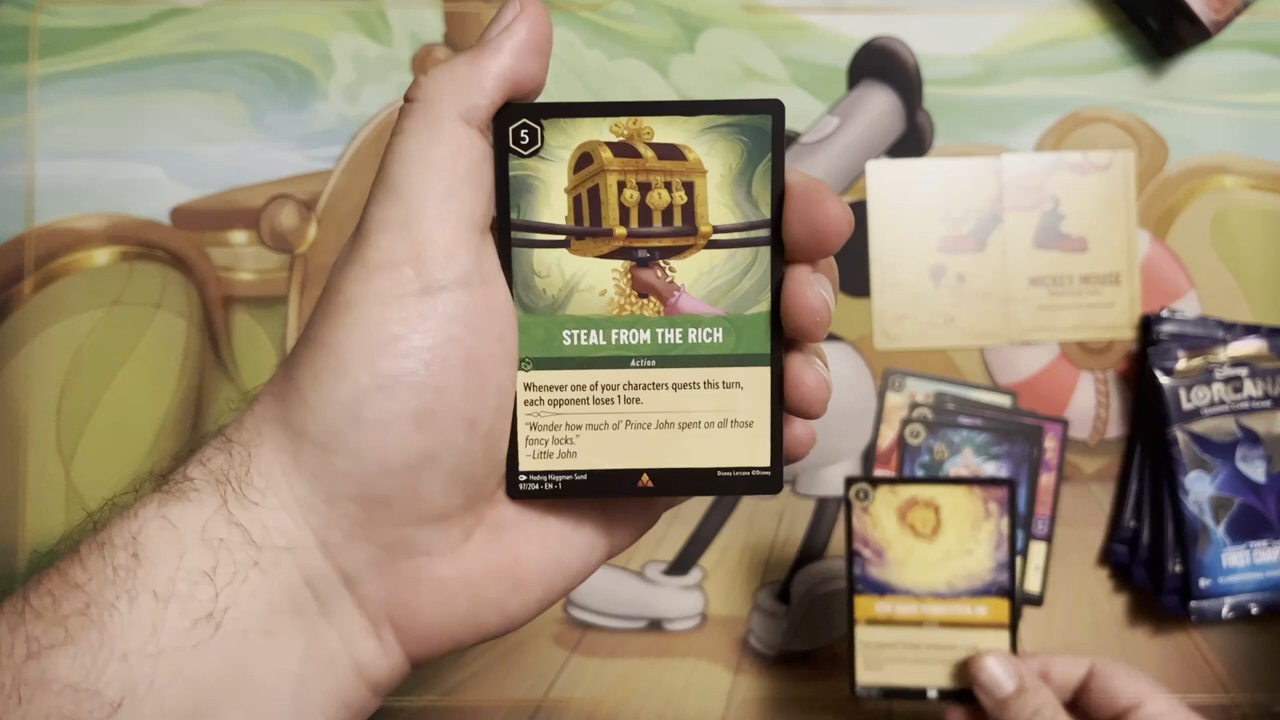 5
STEAL FROM THE RICH
Action
Whenever one of your characters quests this turn,
each opponent loses 1 lore.
"Wonder how much ol' Prince John spent on all those
fancy locks."
–Little John
Hedvig Häggman-Sund
Disney Lorcana ©Disney
97/204 • EN • 1
MICKEY MOUSE
Disney
LORCANA
FIRST CHA